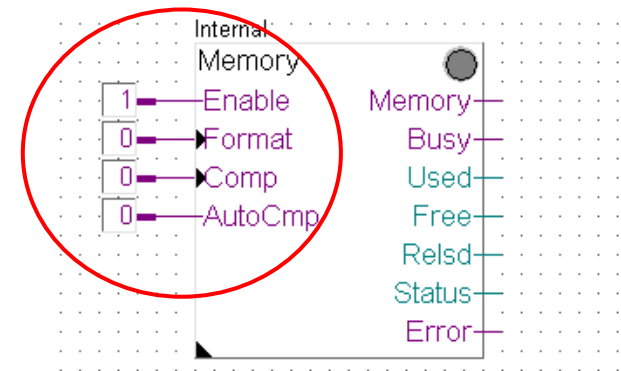 Internal
Memory
1 Enable Memory
0 Format Busy
0 Comp Used
0 AutoCmp Free
Relsd
Status
Error